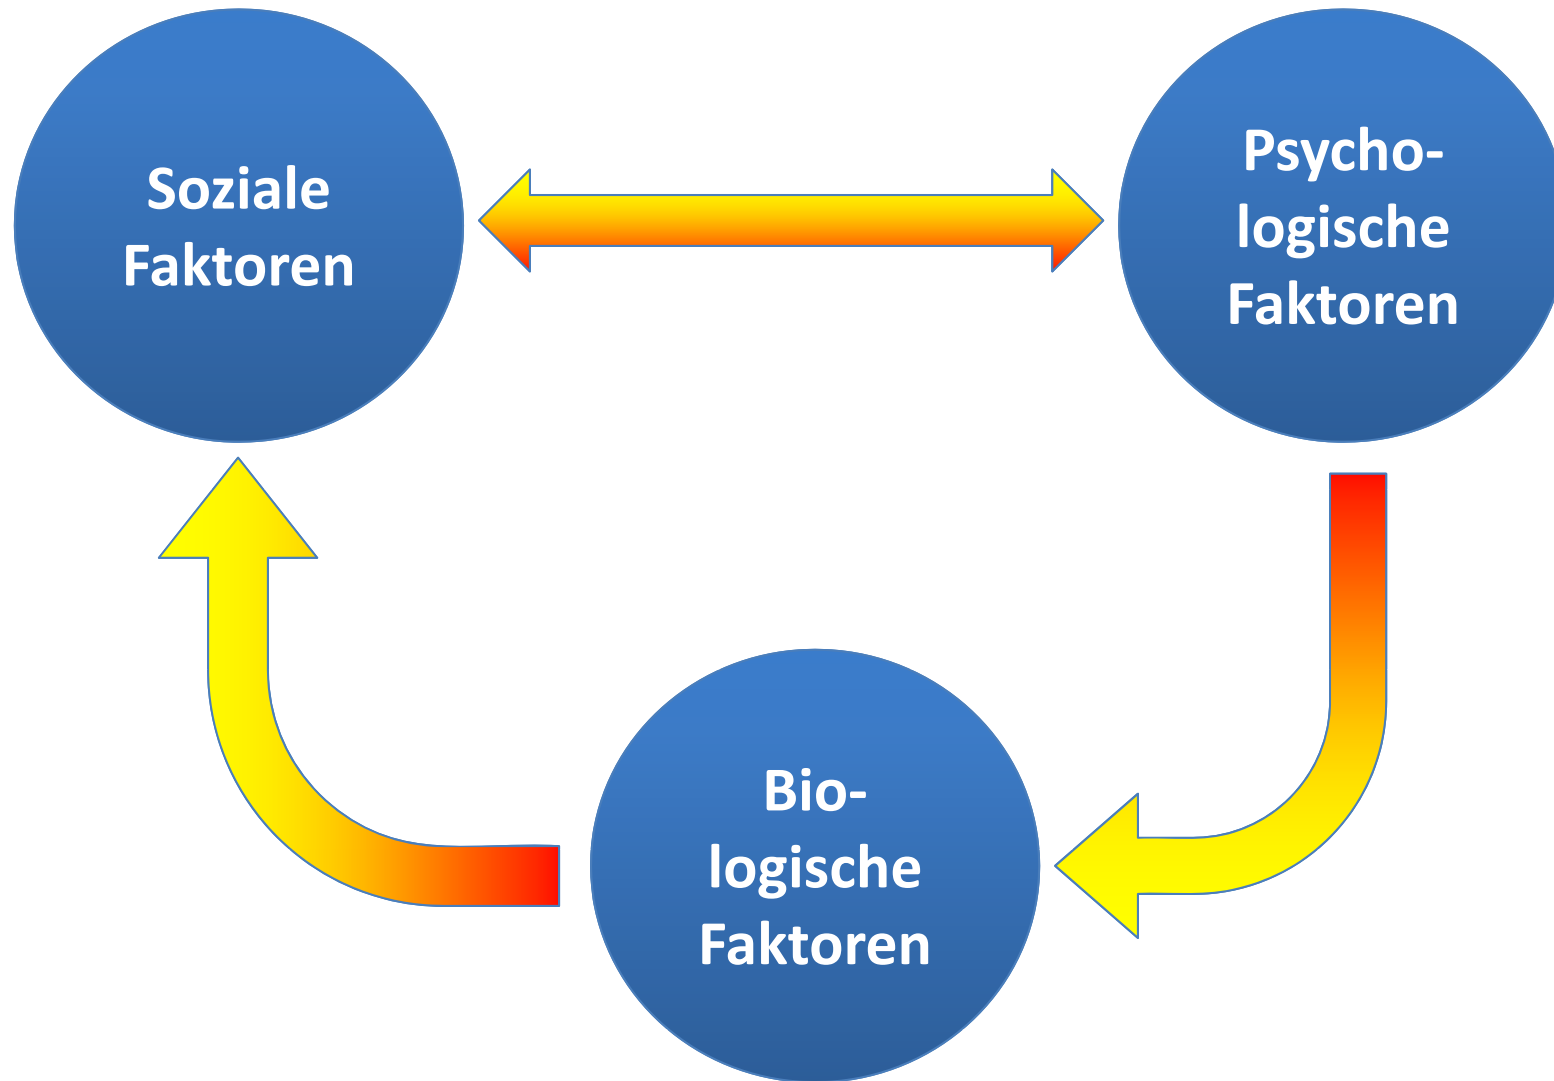 Soziale
Faktoren
Psycho-
logische
Faktoren
Bio-
logische
Faktoren